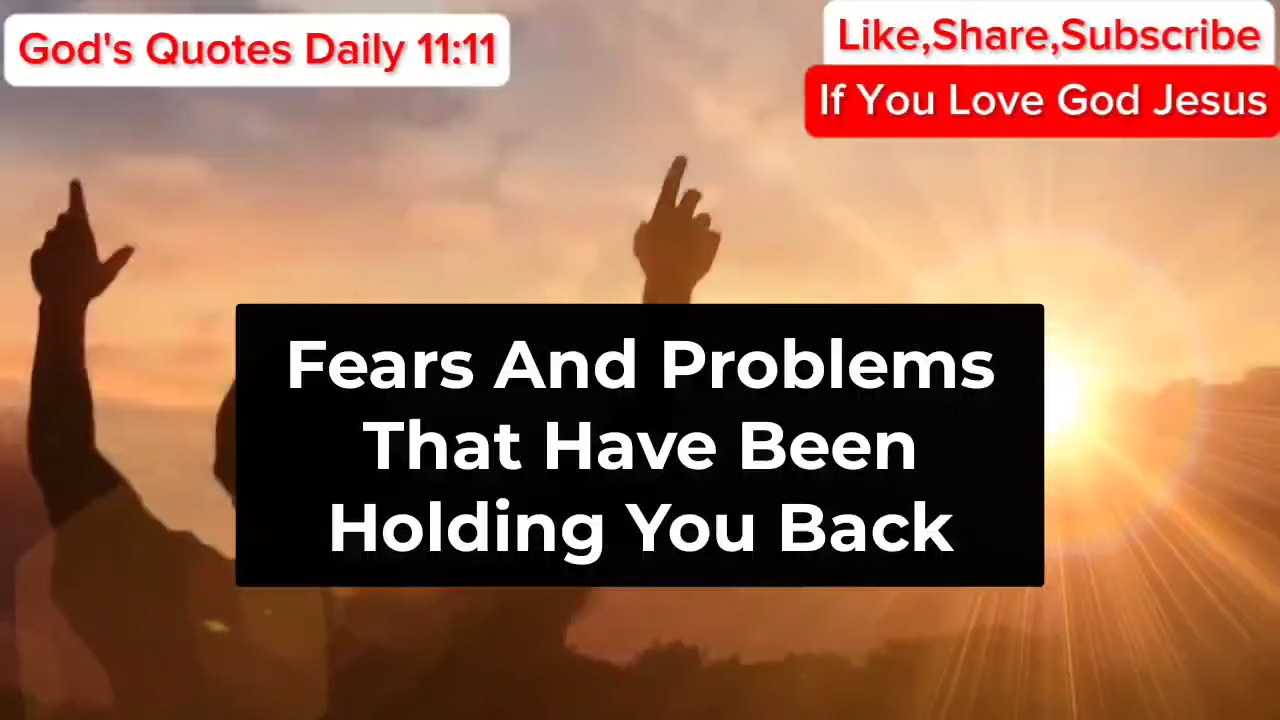 God's Quotes Daily 11:11
Like,Share,Subscribe
If You Love God Jesus
Fears And Problems
That Have Been
Holding You Back